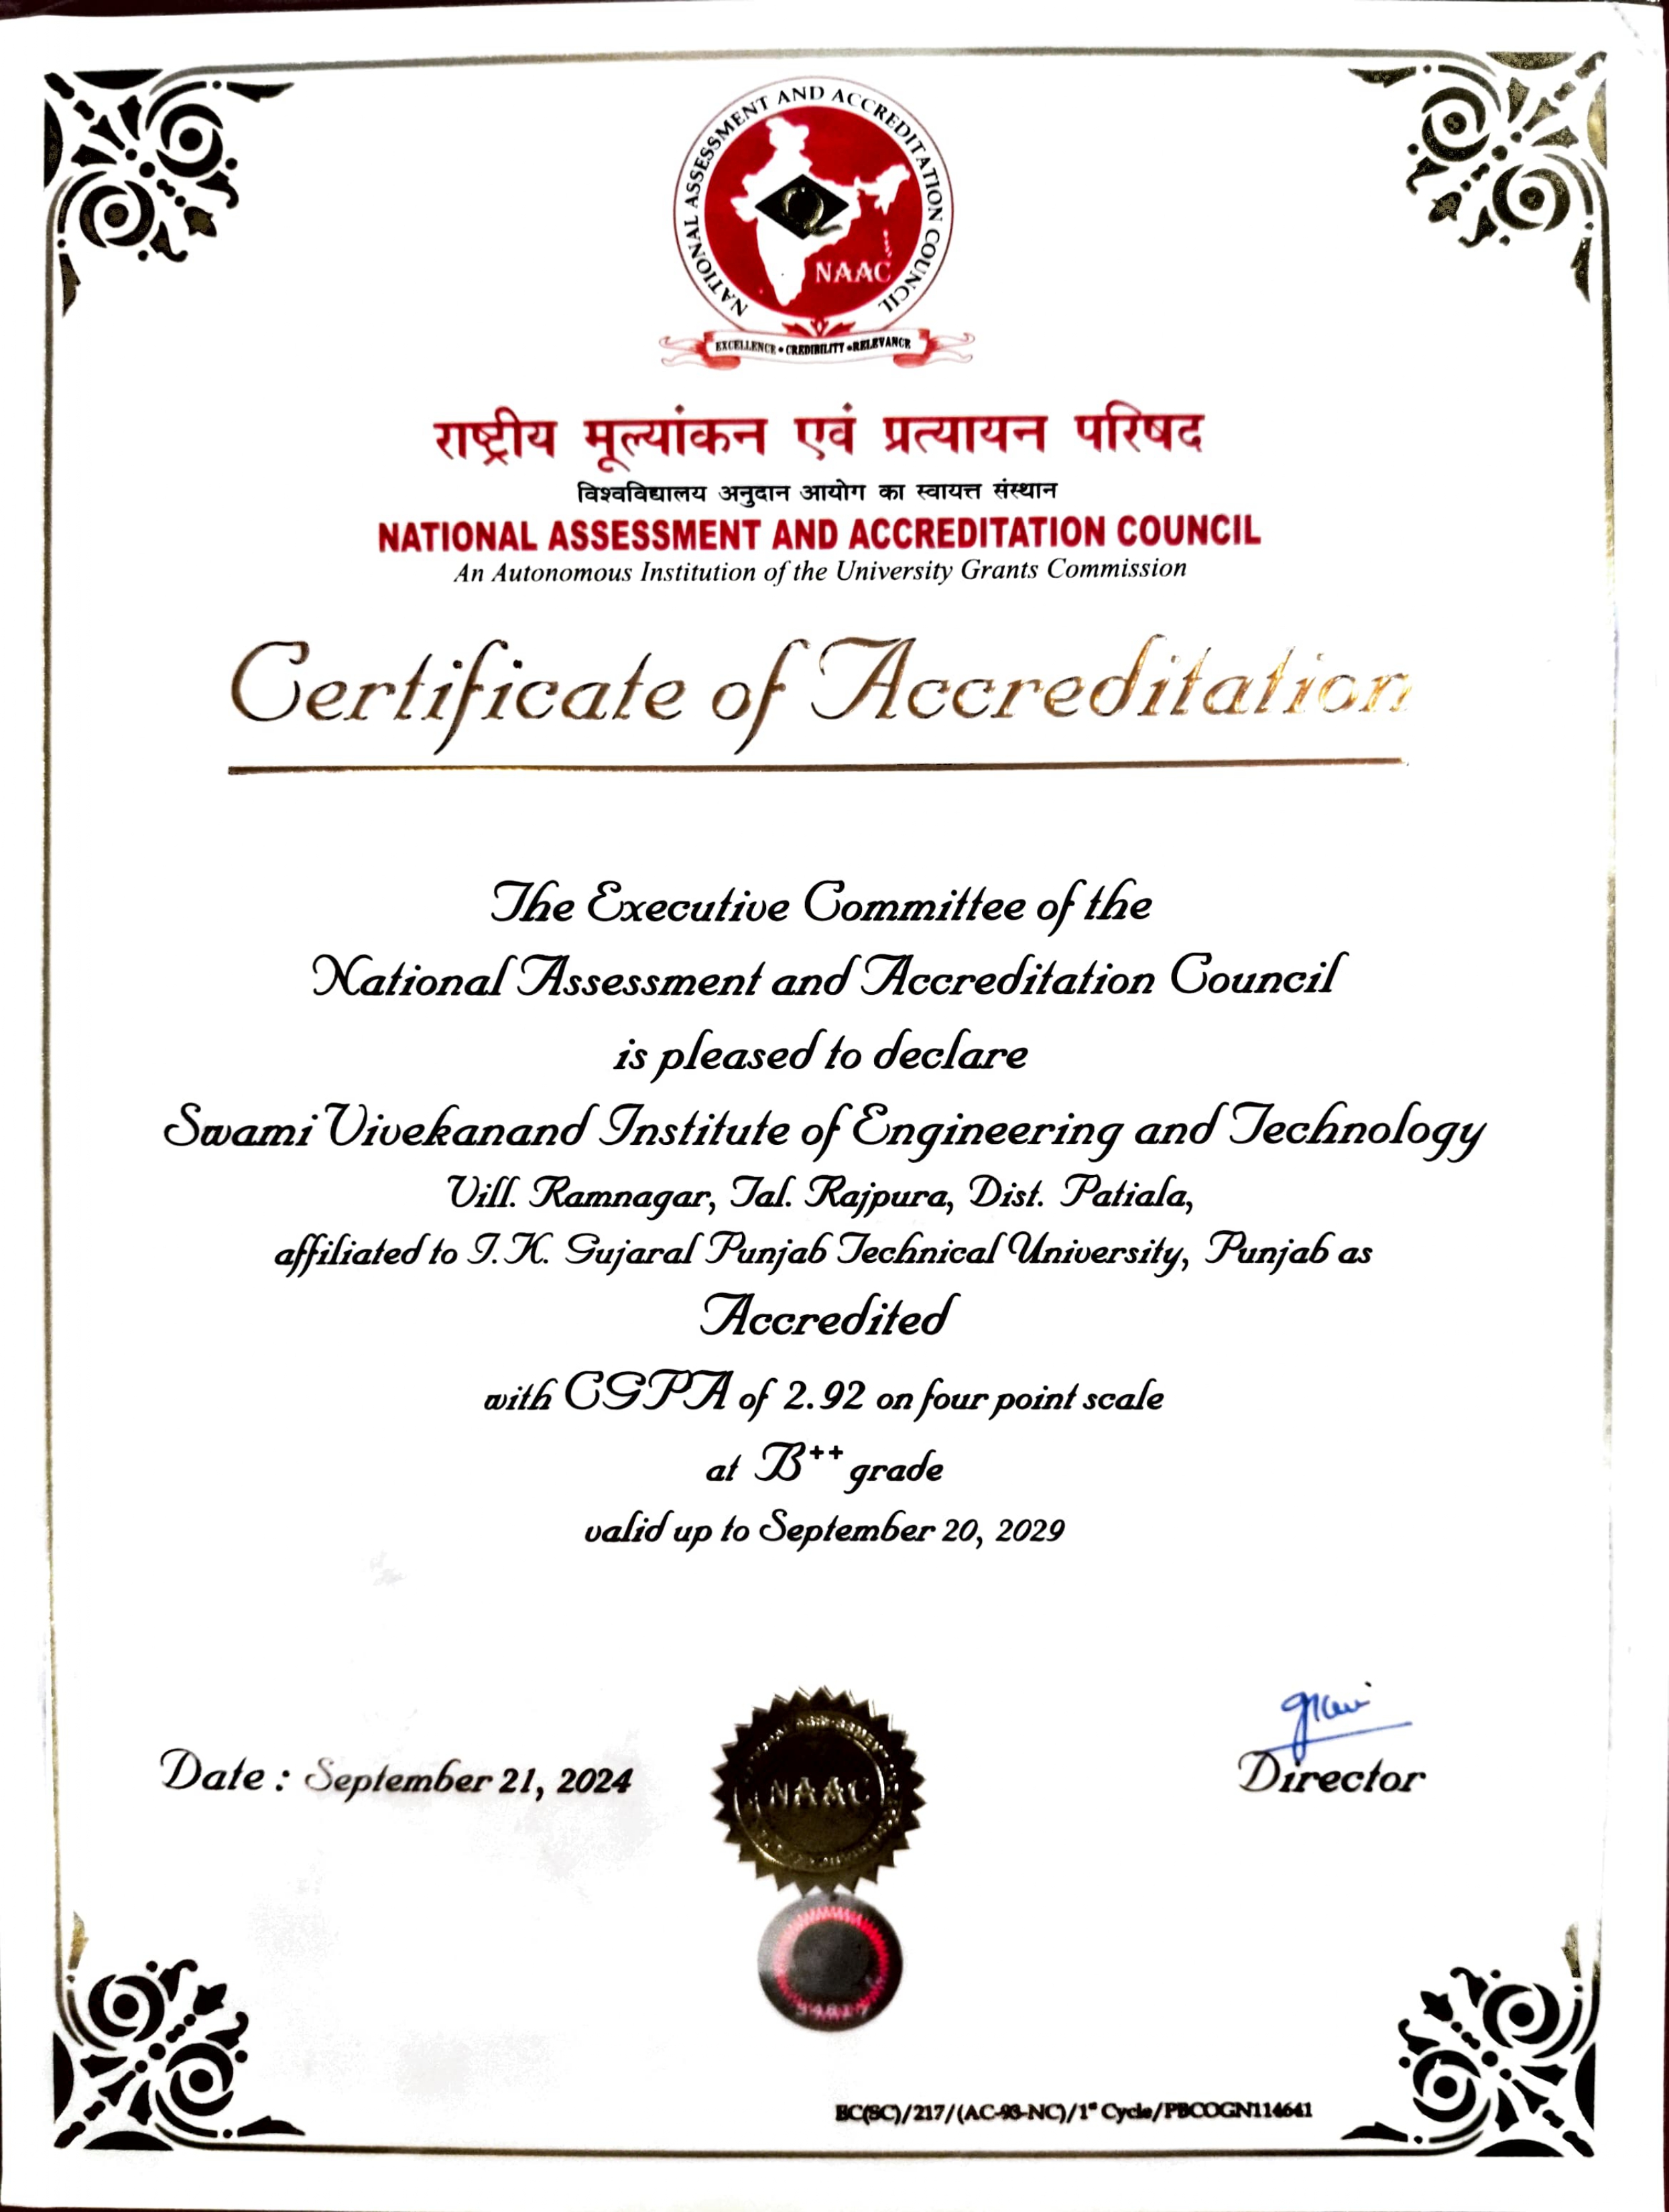 NATIONAL ASSESSMENT AND ACCREDITATION COUNCIL
NAAC
EXCELLENCE • CREDIBILITY • RELEVANCE
राष्ट्रीय मूल्यांकन एवं प्रत्यायन परिषद
विश्वविद्यालय अनुदान आयोग का स्वायत्त संस्थान
NATIONAL ASSESSMENT AND ACCREDITATION COUNCIL
An Autonomous Institution of the University Grants Commission
Certificate of Accreditation
The Executive Committee of the
National Assessment and Accreditation Council
is pleased to declare
Swami Vivekanand Institute of Engineering and Technology
Vill. Ramnagar, Tal. Rajpura, Dist. Patiala,
affiliated to I.K. Gujaral Punjab Technical University, Punjab as
Accredited
with CGPA of 2.92 on four point scale
at B++ grade
valid up to September 20, 2029
Date : September 21, 2024
NAAC
Director
EC(SC)/217/(AC-93-NC)/1st Cycle/PBCOGN114641